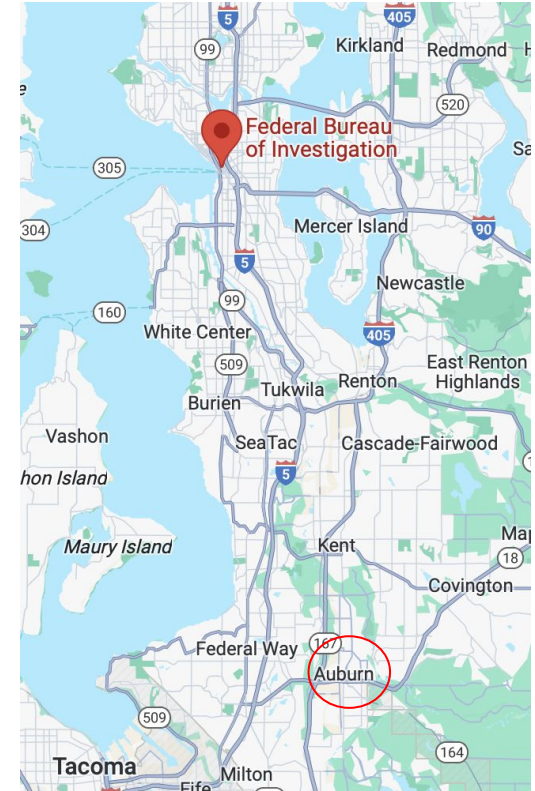 5
405
99
Kirkland
Redmond
520
Federal Bureau
of Investigation
305
304
Mercer Island
90
5
Newcastle
99
160
White Center
405
509
East Renton
Highlands
Tukwila
Renton
Burien
Vashon
SeaTac
Cascade-Fairwood
5
hon Island
Maury Island
Kent
18
Covington
Federal Way
167
Auburn
509
164
Tacoma
Milton
Fife